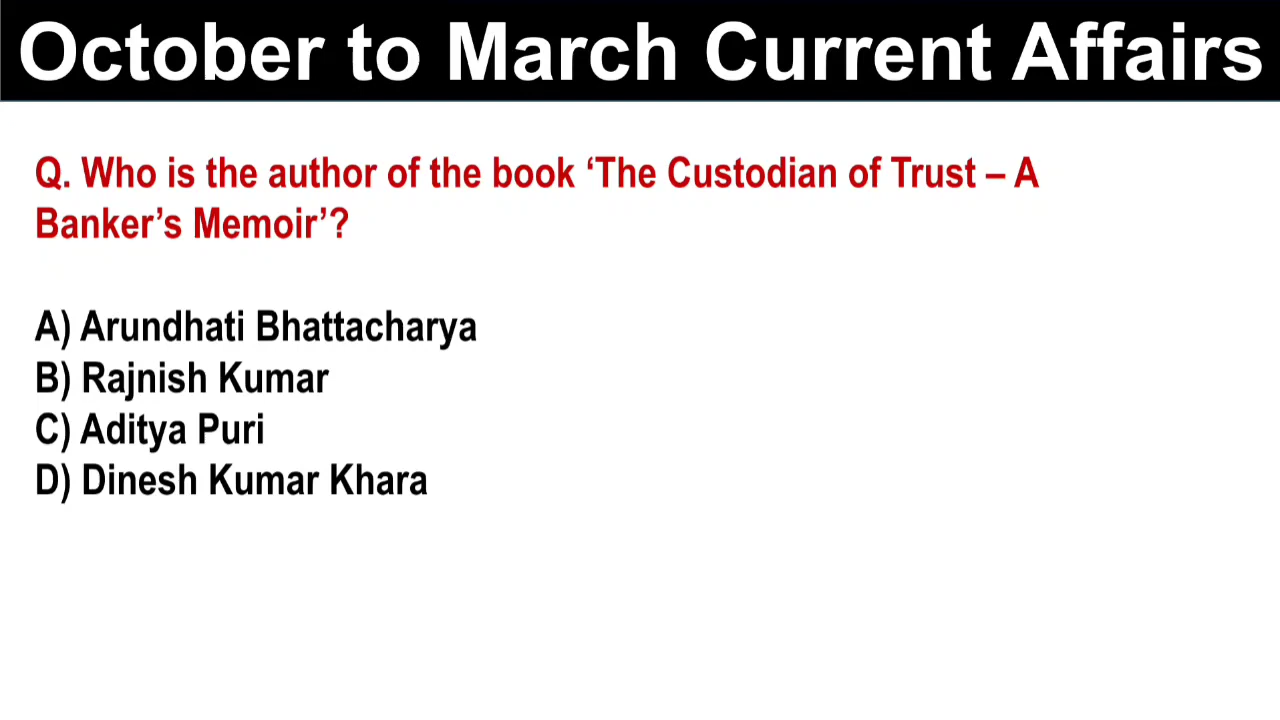 October to March Current Affairs
Q. Who is the author of the book ‘The Custodian of Trust – A
Banker’s Memoir’?
A) Arundhati Bhattacharya
B) Rajnish Kumar
C) Aditya Puri
D) Dinesh Kumar Khara